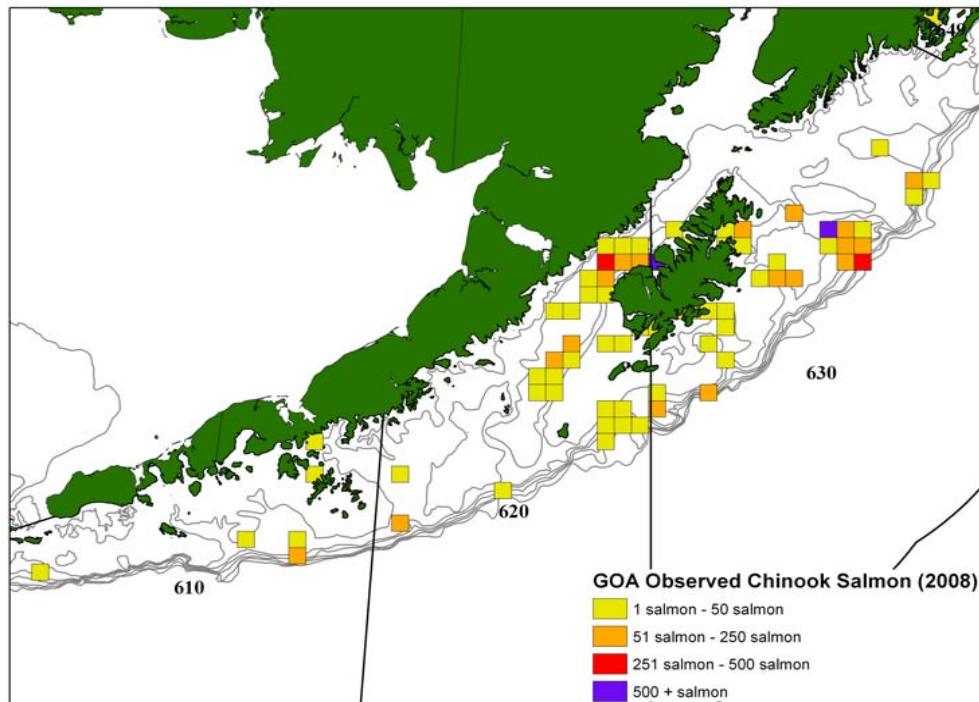 649
630
620
610
GOA Observed Chinook Salmon (2008)
1 salmon - 50 salmon
51 salmon - 250 salmon
251 salmon - 500 salmon
500 + salmon